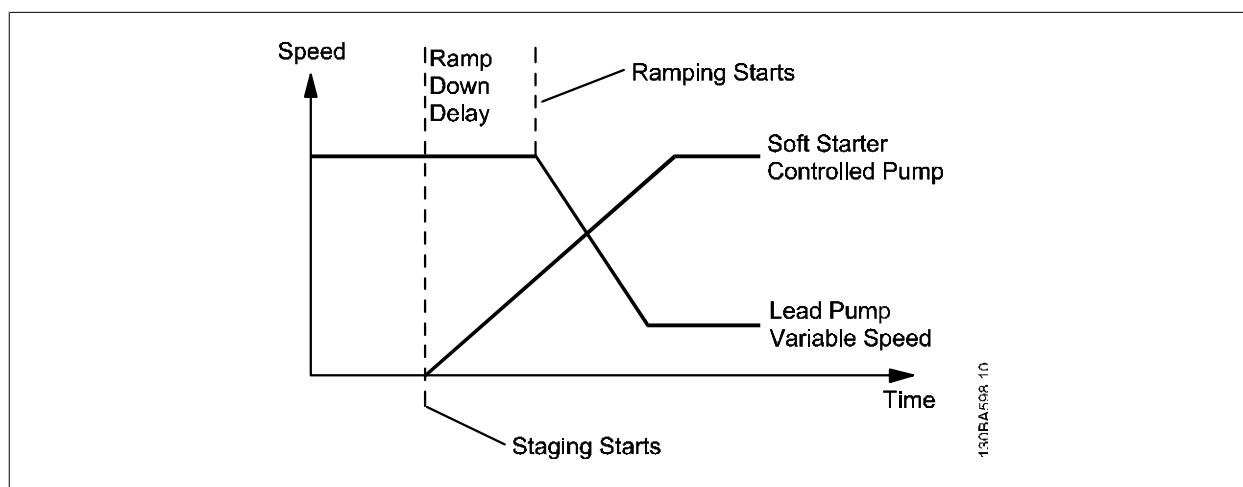 Speed
Ramp
Down
Delay
Ramping Starts
Soft Starter
Controlled Pump
Lead Pump
Variable Speed
Time
Staging Starts
130BA598.10